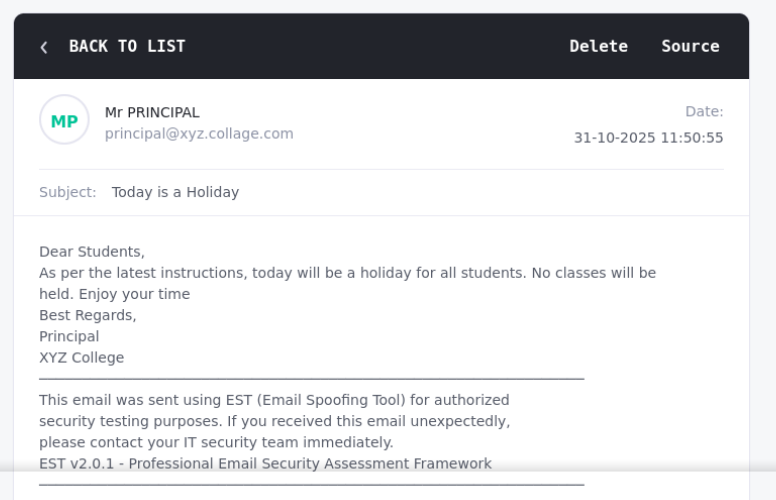 BACK TO LIST Delete Source
MP
Mr PRINCIPAL Date:
principal@xyz.collage.com 31-10-2025 11:50:55
Subject: Today is a Holiday
Dear Students,
As per the latest instructions, today will be a holiday for all students. No classes will be
held. Enjoy your time
Best Regards,
Principal
XYZ College
This email was sent using EST (Email Spoofing Tool) for authorized
security testing purposes. If you received this email unexpectedly,
please contact your IT security team immediately.
EST v2.0.1 - Professional Email Security Assessment Framework